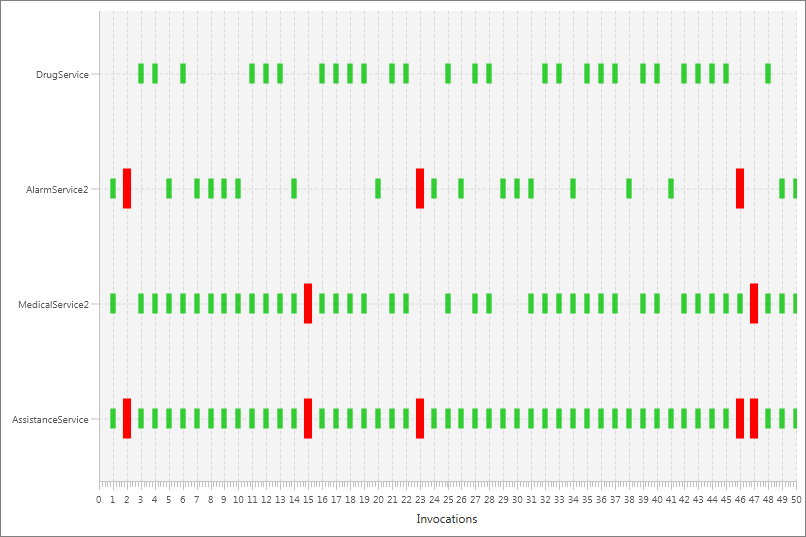 DrugService
AlarmService2
MedicalService2
AssistanceService
0 1 2 3 4 5 6 7 8 9 10 11 12 13 14 15 16 17 18 19 20 21 22 23 24 25 26 27 28 29 30 31 32 33 34 35 36 37 38 39 40 41 42 43 44 45 46 47 48 49 50
Invocations